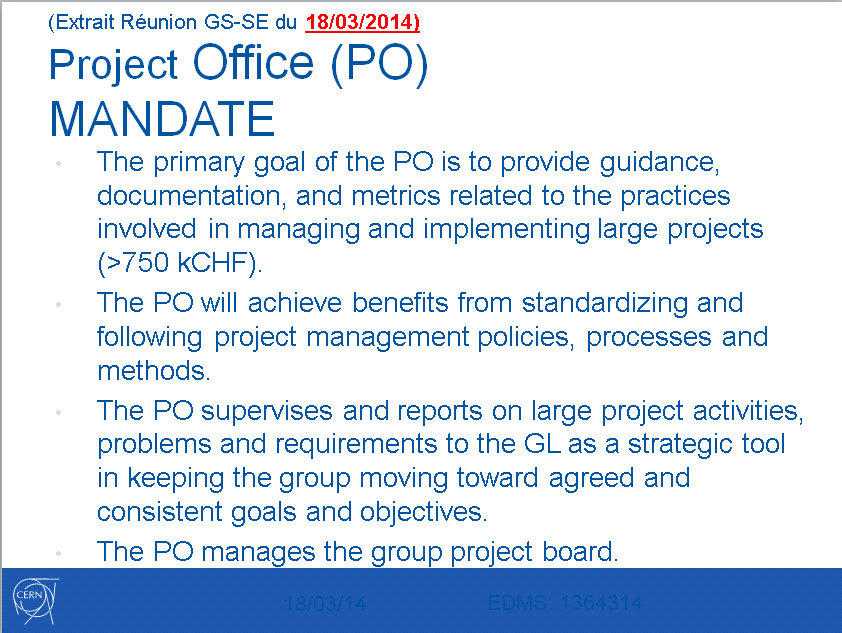 (Extrait Réunion GS-SE du 18/03/2014)
Project Office (PO)
MANDATE
• The primary goal of the PO is to provide guidance,
documentation, and metrics related to the practices
involved in managing and implementing large projects
(>750 kCHF).
• The PO will achieve benefits from standardizing and
following project management policies, processes and
methods.
• The PO supervises and reports on large project activities,
problems and requirements to the GL as a strategic tool
in keeping the group moving toward agreed and
consistent goals and objectives.
• The PO manages the group project board.
CERN
18/03/14
EDMS: 1364314